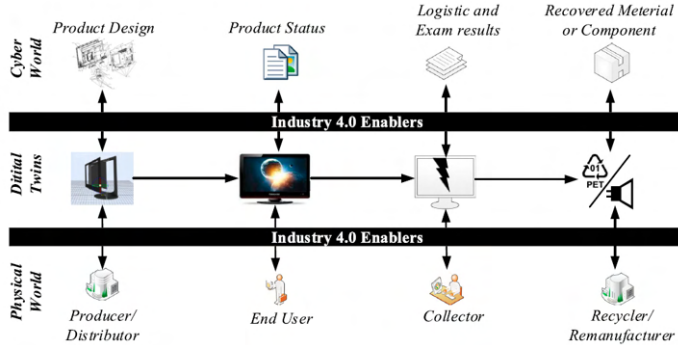 Product Design
Product Status
Logistic and
Exam results
Recovered Meterial
or Component
Cyber
World
Industry 4.0 Enablers
Ditital
Twins
01
PET
Industry 4.0 Enablers
Physical
World
Producer/
Distributor
End User
Collector
Recycler/
Remanufacturer